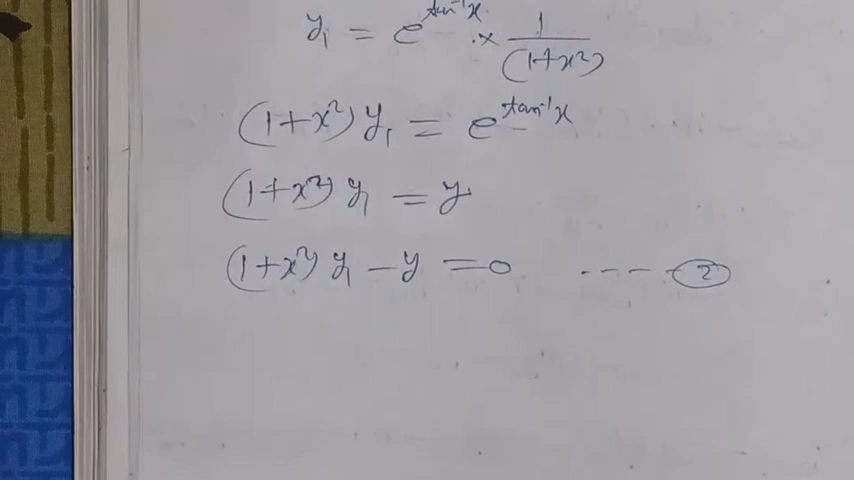 y₁ = e^{tan⁻¹x} · × 1/(1+x²)
(1+x²) y₁ = e^{tan⁻¹x}
(1+x²) y₁ = y
(1+x²) y₁ – y = 0 ---- ②